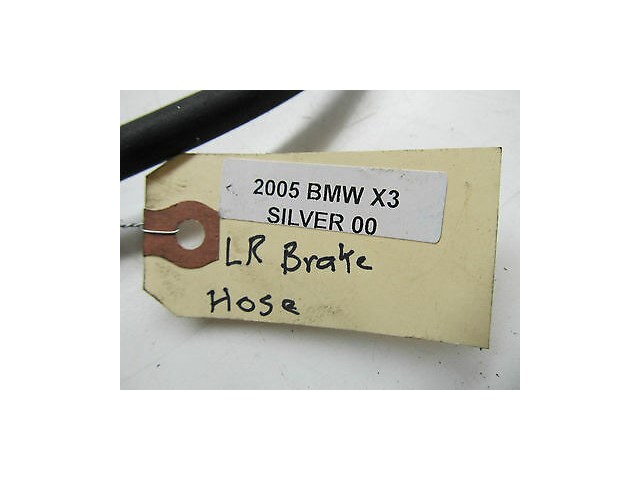 2005 BMW X3
SILVER 00
LR Brake
Hose